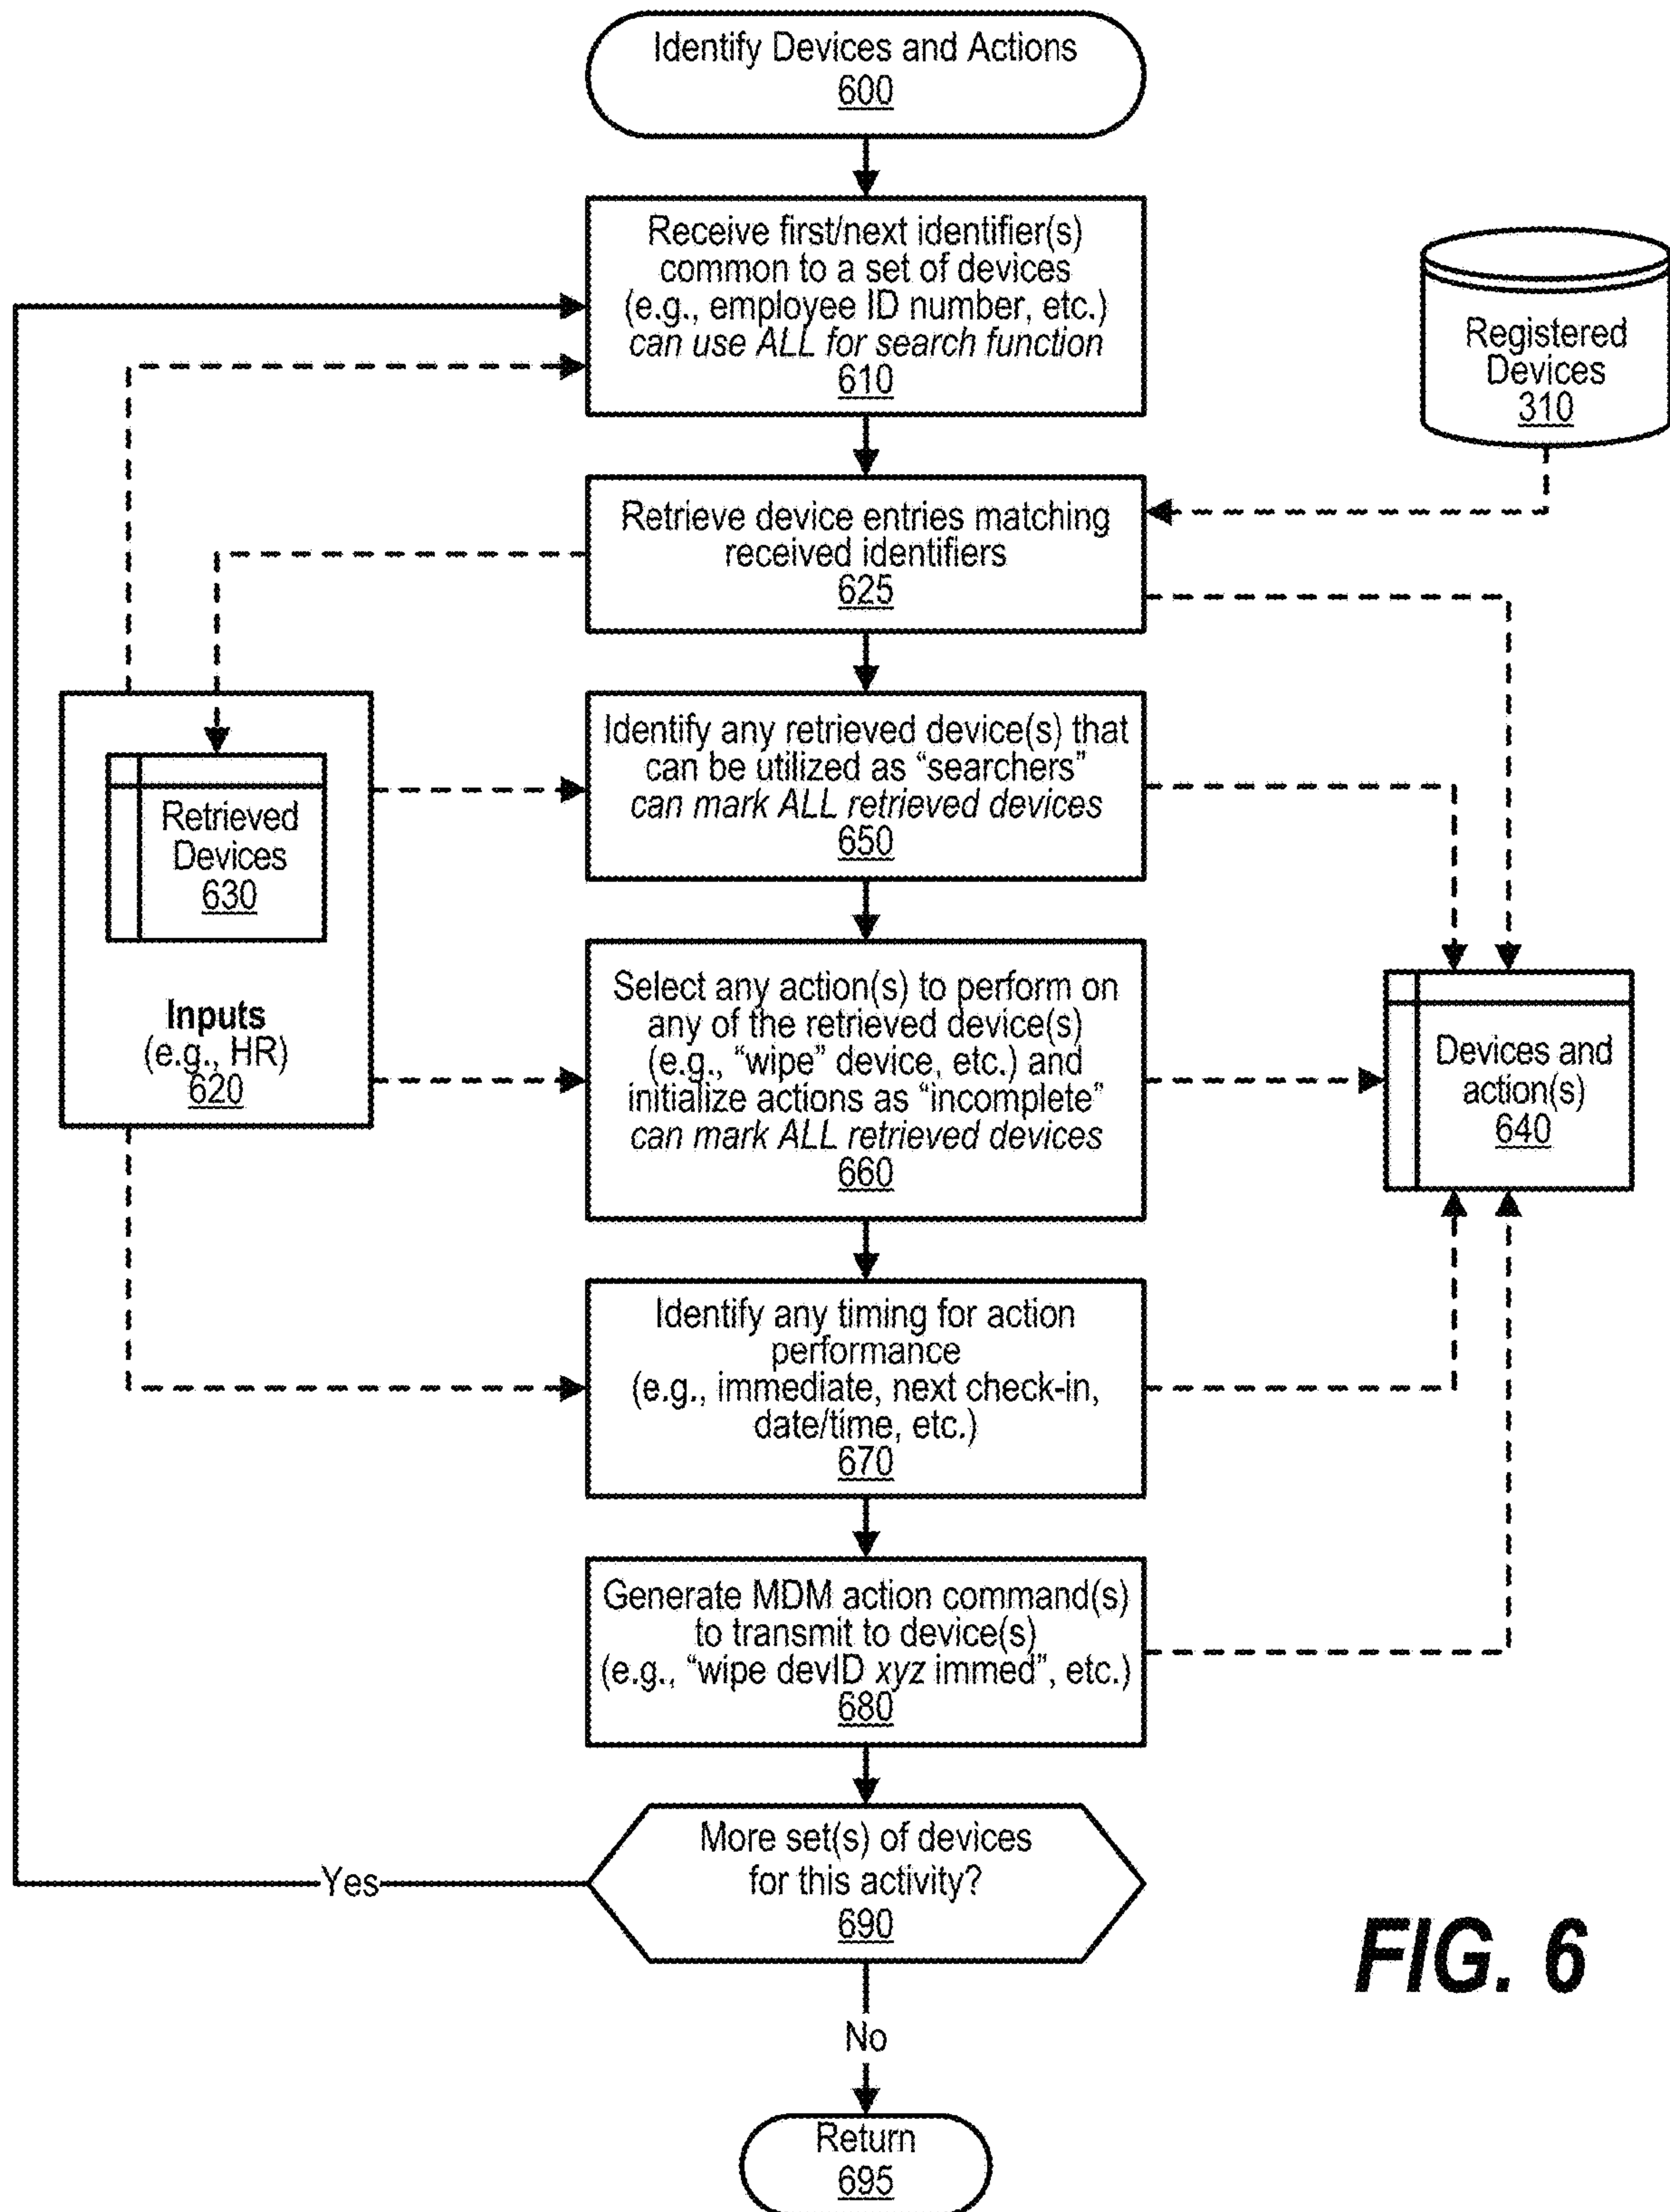 Identify Devices and Actions
600
Receive first/next identifier(s)
common to a set of devices
(e.g., employee ID number, etc.)
can use ALL for search function
610
Registered
Devices
310
Retrieve device entries matching
received identifiers
625
Identify any retrieved device(s) that
can be utilized as “searchers”
can mark ALL retrieved devices
650
Retrieved
Devices
630
Inputs
(e.g., HR)
620
Select any action(s) to perform on
any of the retrieved device(s)
(e.g., “wipe” device, etc.) and
initialize actions as “incomplete”
can mark ALL retrieved devices
660
Devices and
action(s)
640
Identify any timing for action
performance
(e.g., immediate, next check-in,
date/time, etc.)
670
Generate MDM action command(s)
to transmit to device(s)
(e.g., “wipe devID xyz immed”, etc.)
680
More set(s) of devices
for this activity?
690
Yes
No
Return
695
FIG. 6